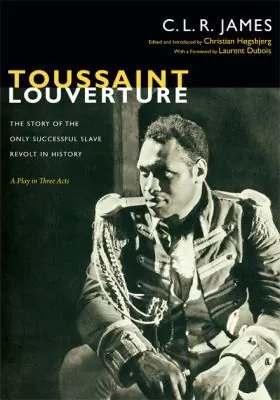 C. L. R. JAMES
Edited and Introduced by Christian Høgsbjerg
With a Foreword by Laurent Dubois
TOUSSAINT
LOUVERTURE
THE STORY OF THE
ONLY SUCCESSFUL SLAVE
REVOLT IN HISTORY
A Play in Three Acts